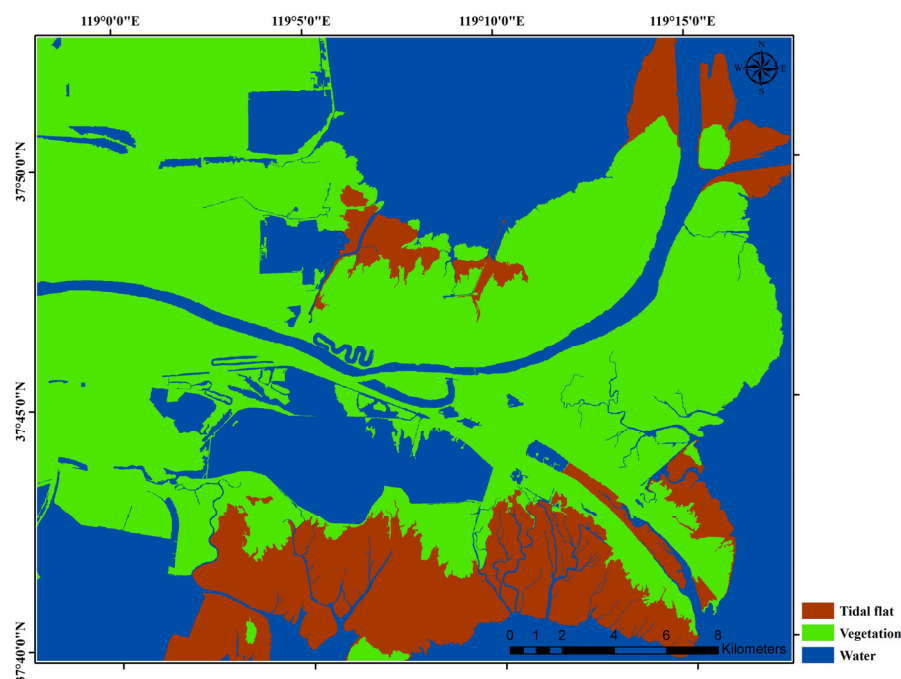 119°0'0"E 119°5'0"E 119°10'0"E 119°15'0"E
N
W E
S
37°50'0"N
37°45'0"N
37°40'0"N
Tidal flat
Vegetation
Water
0 1 2 4 6 8
Kilometers